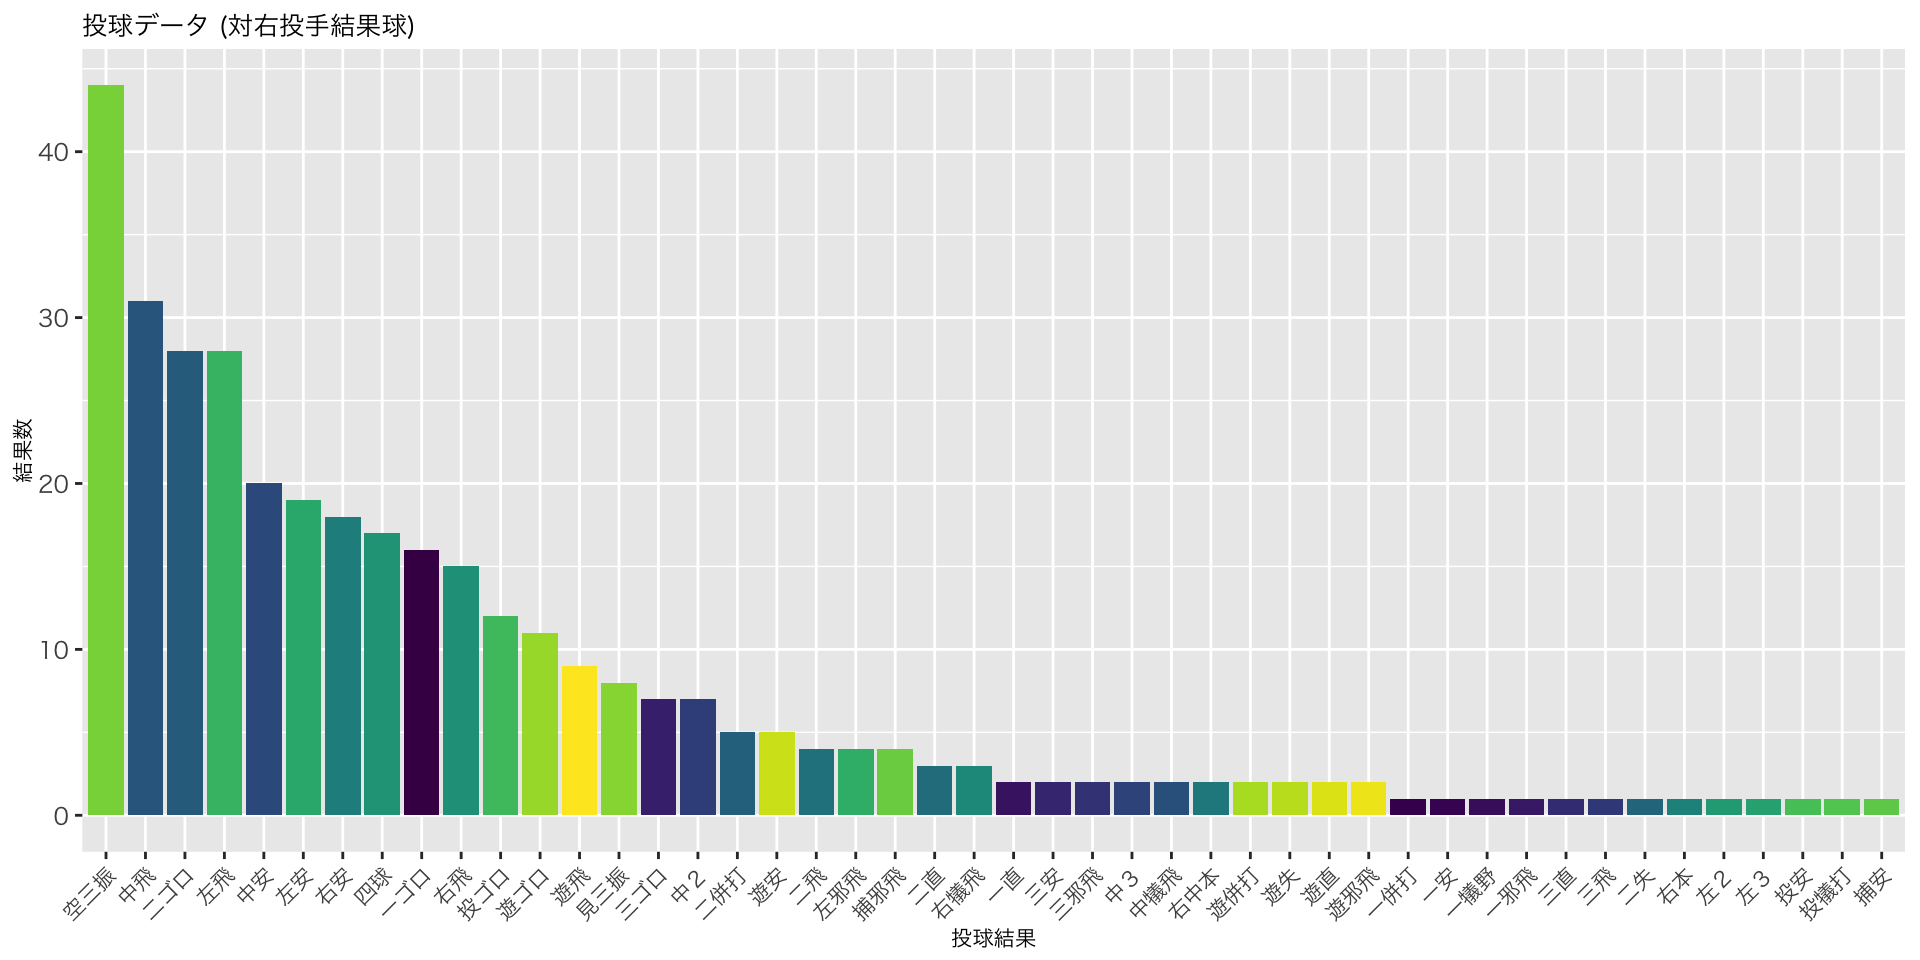 投球データ (対右投手結果球)
結果数
40
30
20
10
0
空三振
中飛
二ゴロ
左飛
中安
左安
右安
四球
一ゴロ
右飛
投ゴロ
遊ゴロ
遊飛
見三振
三ゴロ
中２
二併打
遊安
二飛
左邪飛
捕邪飛
二直
右犠飛
一直
三安
三邪飛
中３
中犠飛
右中本
遊併打
遊失
遊直
遊邪飛
一併打
一安
一犠野
一邪飛
三直
三飛
二失
右本
左２
左３
投安
投犠打
捕安
投球結果